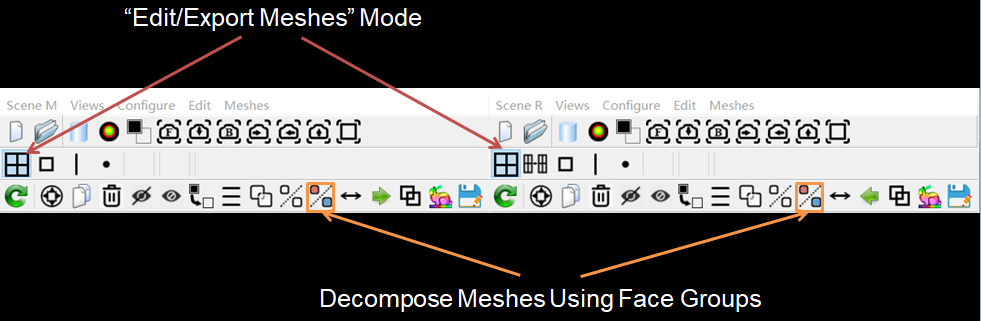 “Edit/Export Meshes” Mode
Scene M Views Configure Edit Meshes Scene R Views Configure Edit Meshes
F B F B
Decompose Meshes Using Face Groups